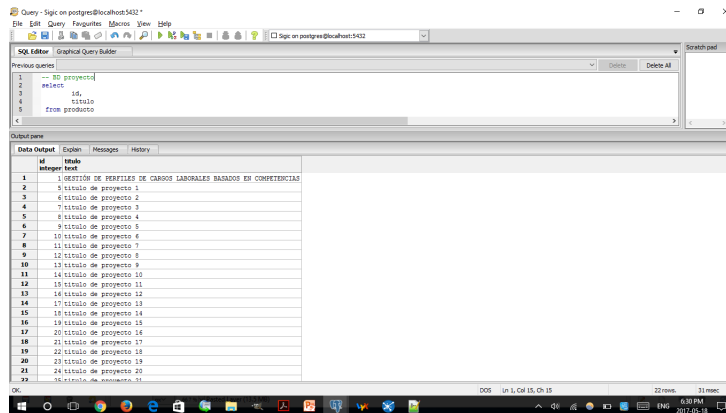 Query - Sigic on postgres@localhost:5432 *
File Edit Query Favourites Macros View Help
Sigic on postgres@localhost:5432
SQL Editor Graphical Query Builder
Scratch pad
Previous queries
Delete Delete All
1 -- BD proyecto
2 select
3 id,
4 titulo
5 from producto
Output pane
Data Output Explain Messages History
id titulo
integer text
1 1 GESTIÓN DE PERFILES DE CARGOS LABORALES BASADOS EN COMPETENCIAS
2 5 titulo de proyecto 1
3 6 titulo de proyecto 2
4 7 titulo de proyecto 3
5 8 titulo de proyecto 4
6 9 titulo de proyecto 5
7 10 titulo de proyecto 6
8 11 titulo de proyecto 7
9 12 titulo de proyecto 8
10 13 titulo de proyecto 9
11 14 titulo de proyecto 10
12 15 titulo de proyecto 11
13 16 titulo de proyecto 12
14 17 titulo de proyecto 13
15 18 titulo de proyecto 14
16 19 titulo de proyecto 15
17 20 titulo de proyecto 16
18 21 titulo de proyecto 17
19 22 titulo de proyecto 18
20 23 titulo de proyecto 19
21 24 titulo de proyecto 20
22 25 titulo de proyecto 21
OK. DOS Ln 1, Col 15, Ch 15 22 rows. 31 msec
ENG 6:30 PM
2017-05-18